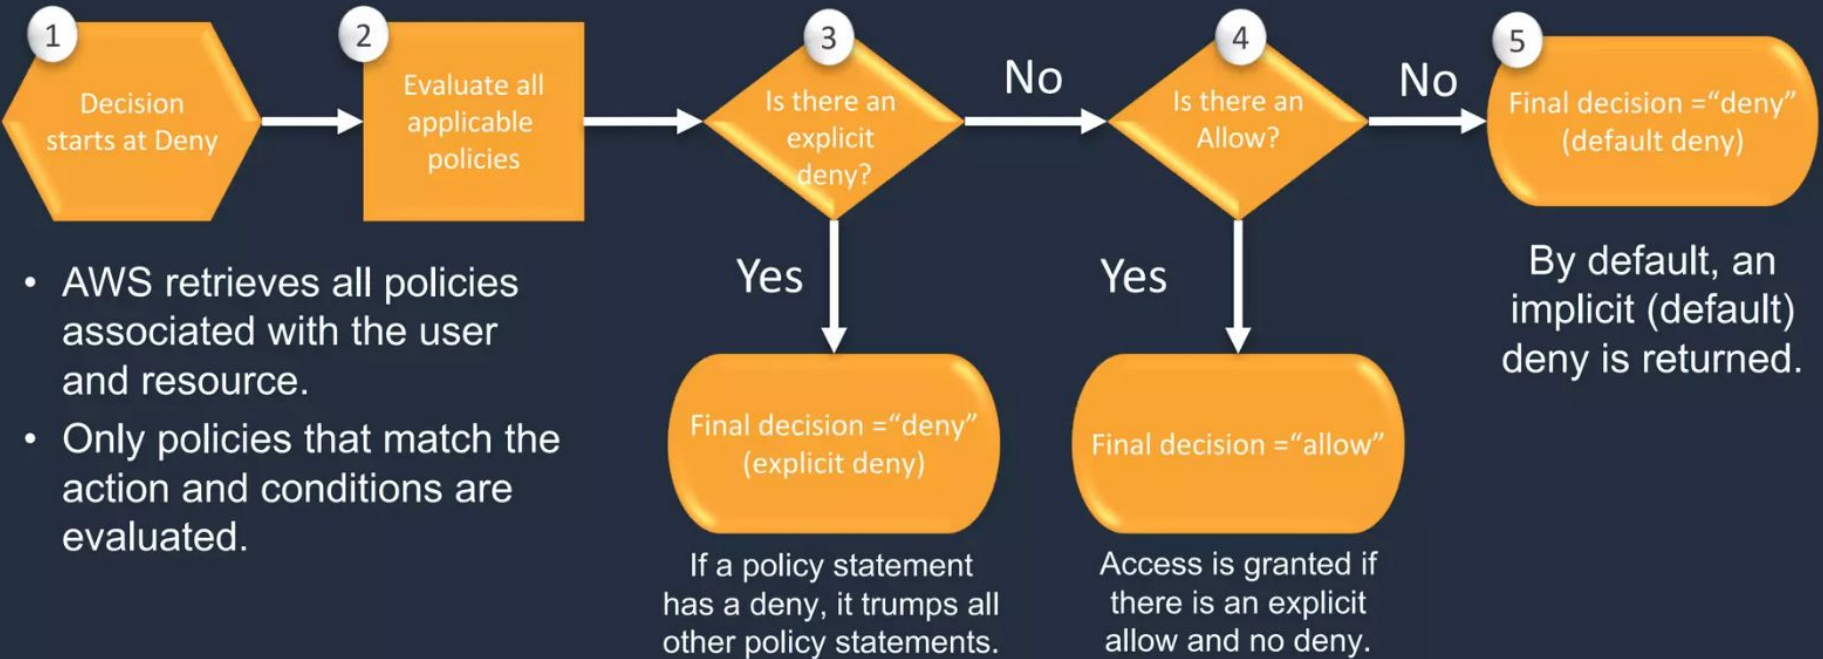 1
Decision
starts at Deny
2
Evaluate all
applicable
policies
3
Is there an
explicit
deny?
No
4
Is there an
Allow?
No
5
Final decision =“deny”
(default deny)
• AWS retrieves all policies
associated with the user
and resource.
• Only policies that match the
action and conditions are
evaluated.
Yes
Final decision =“deny”
(explicit deny)
If a policy statement
has a deny, it trumps all
other policy statements.
Yes
Final decision =“allow”
Access is granted if
there is an explicit
allow and no deny.
By default, an
implicit (default)
deny is returned.